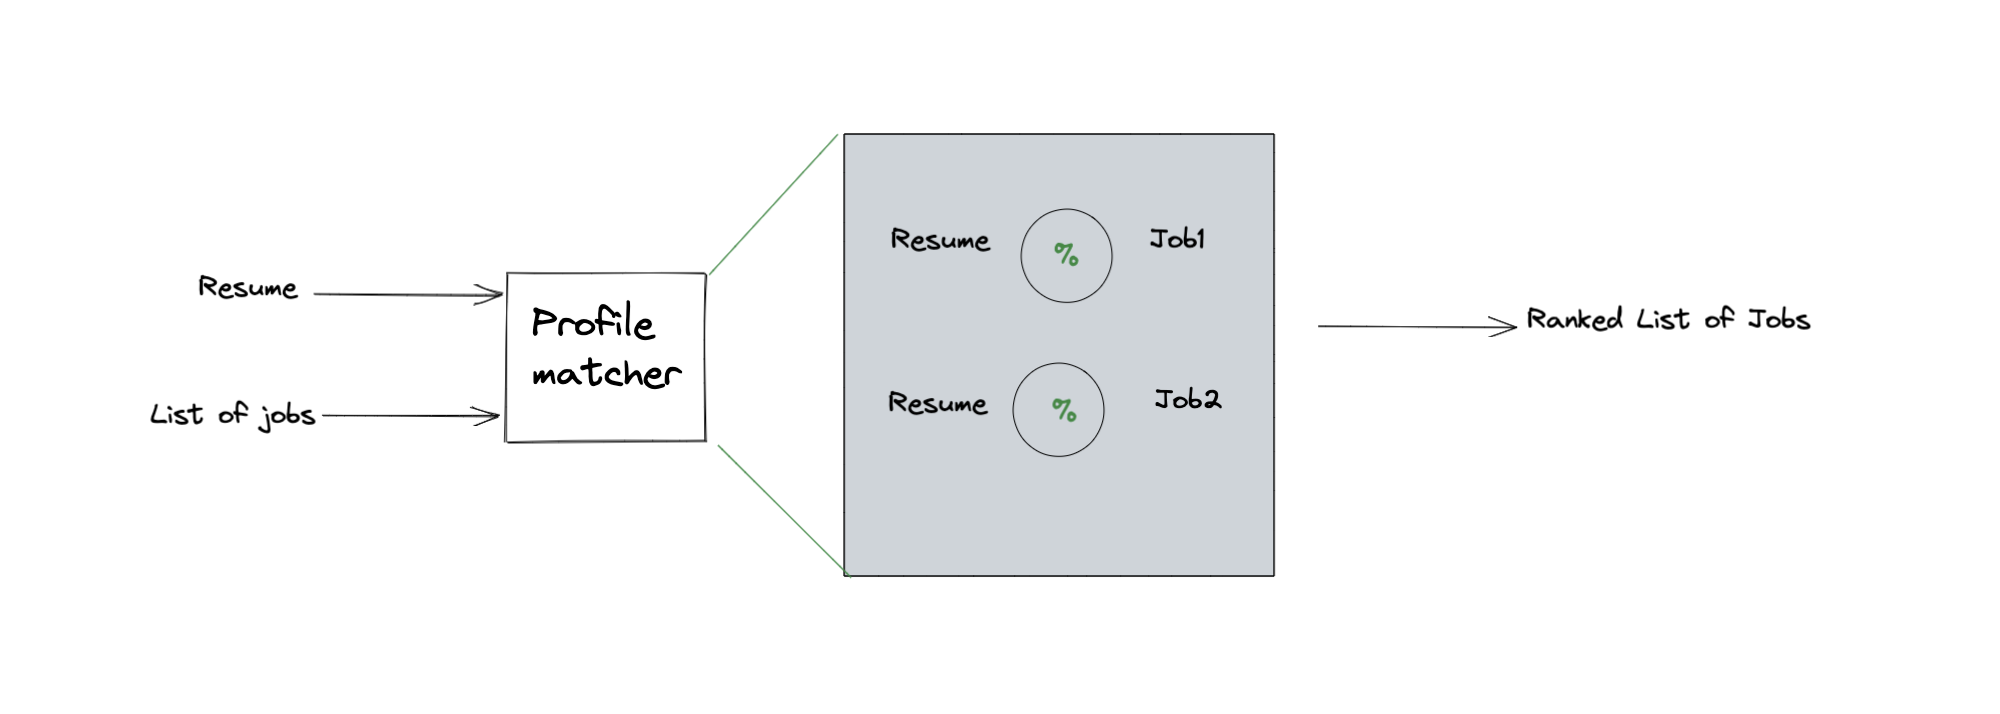 Resume
List of jobs
Profile
matcher
Resume % Job1
Resume % Job2
Ranked List of Jobs